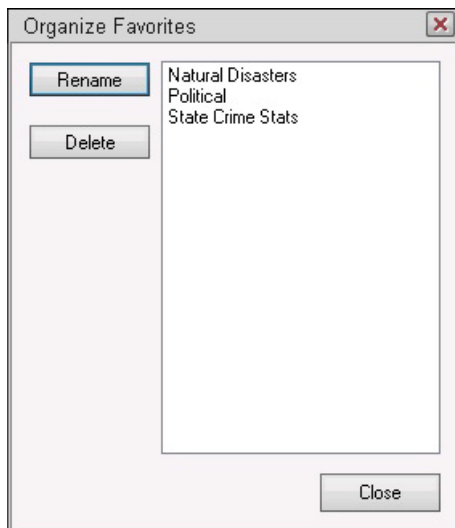 Organize Favorites
Rename
Delete
Natural Disasters
Political
State Crime Stats
Close